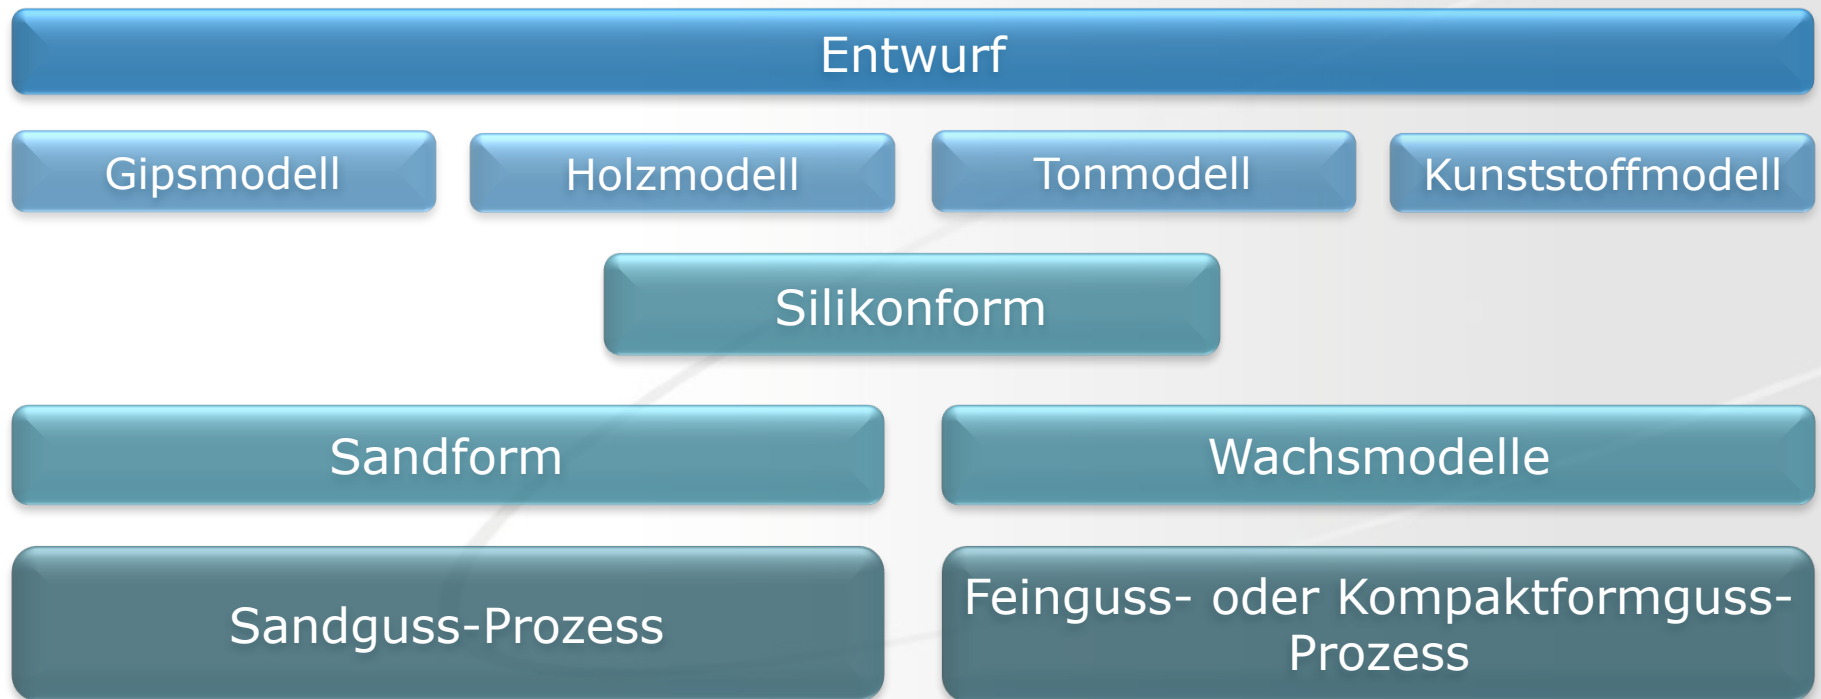 Entwurf
Gipsmodell
Holzmodell
Tonmodell
Kunststoffmodell
Silikonform
Sandform
Wachsmodelle
Sandguss-Prozess
Feinguss- oder Kompaktformguss-
Prozess